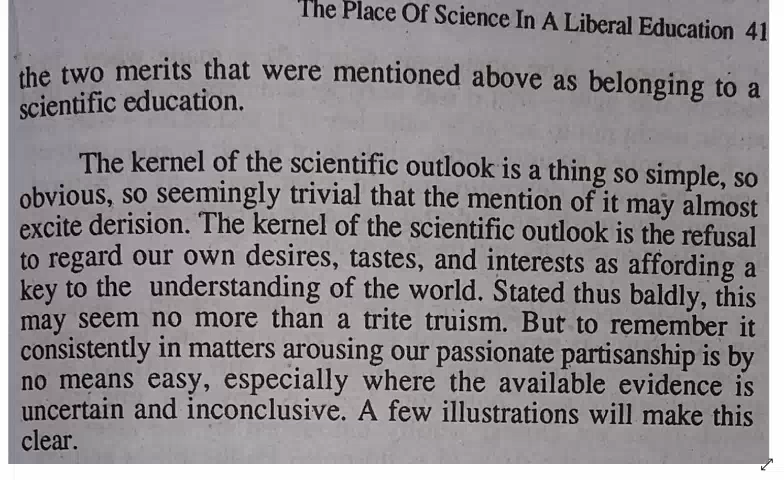 The Place Of Science In A Liberal Education 41
the two merits that were mentioned above as belonging to a
scientific education.
The kernel of the scientific outlook is a thing so simple, so
obvious, so seemingly trivial that the mention of it may almost
excite derision. The kernel of the scientific outlook is the refusal
to regard our own desires, tastes, and interests as affording a
key to the understanding of the world. Stated thus baldly, this
may seem no more than a trite truism. But to remember it
consistently in matters arousing our passionate partisanship is by
no means easy, especially where the available evidence is
uncertain and inconclusive. A few illustrations will make this
clear.